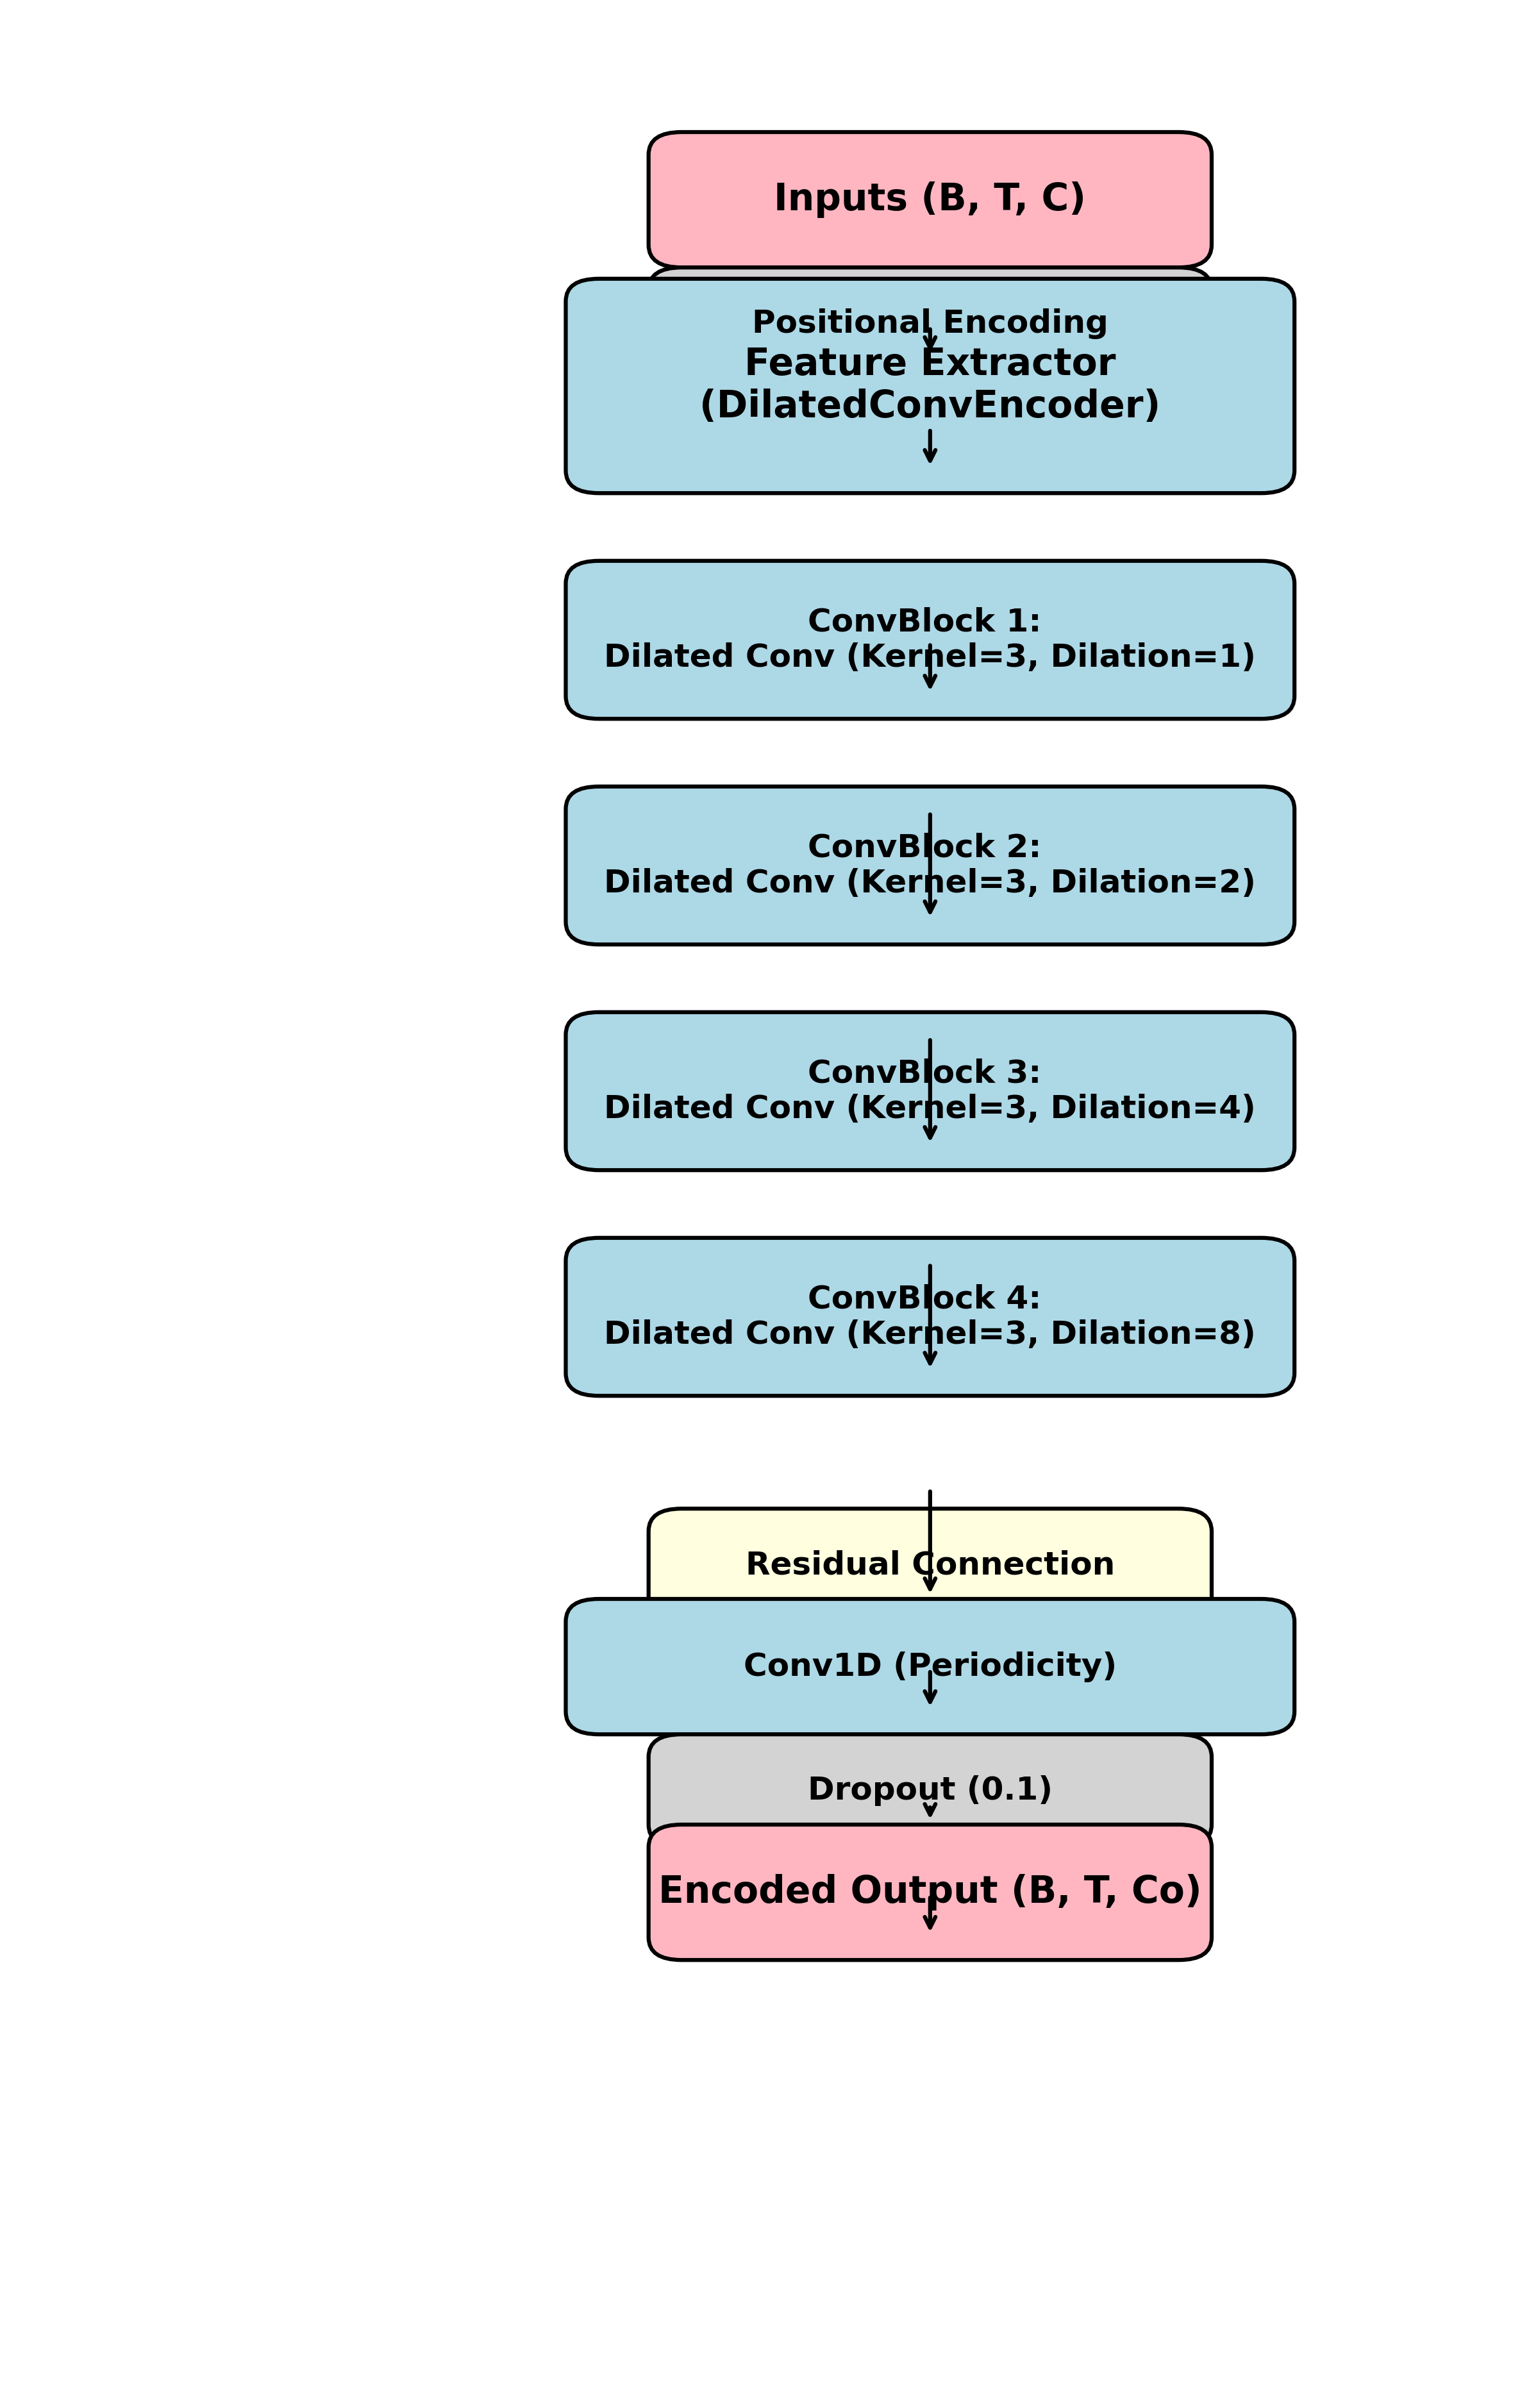 Inputs (B, T, C)
Positional Encoding
Feature Extractor
(DilatedConvEncoder)
ConvBlock 1:
Dilated Conv (Kernel=3, Dilation=1)
ConvBlock 2:
Dilated Conv (Kernel=3, Dilation=2)
ConvBlock 3:
Dilated Conv (Kernel=3, Dilation=4)
ConvBlock 4:
Dilated Conv (Kernel=3, Dilation=8)
Residual Connection
Conv1D (Periodicity)
Dropout (0.1)
Encoded Output (B, T, Co)